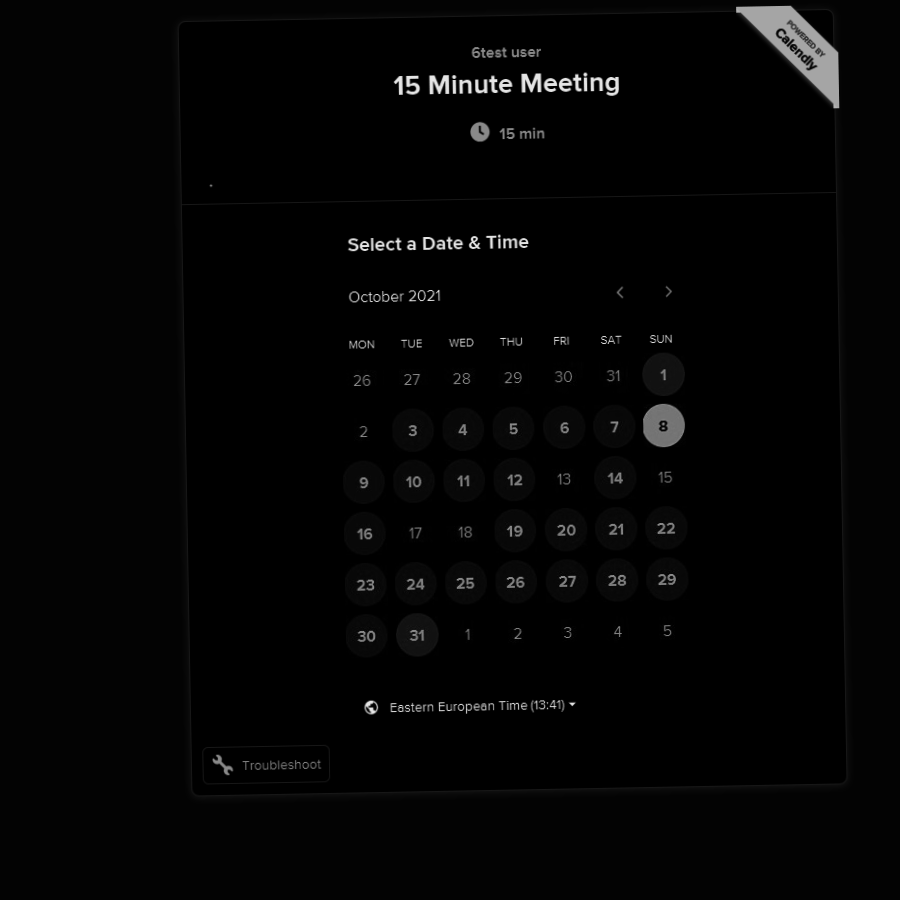 6test user
15 Minute Meeting
15 min
POWERED BY
Calendly
Select a Date & Time
October 2021
MON TUE WED THU FRI SAT SUN
26 27 28 29 30 31 1
2 3 4 5 6 7 8
9 10 11 12 13 14 15
16 17 18 19 20 21 22
23 24 25 26 27 28 29
30 31 1 2 3 4 5
Eastern European Time (13:41)
Troubleshoot